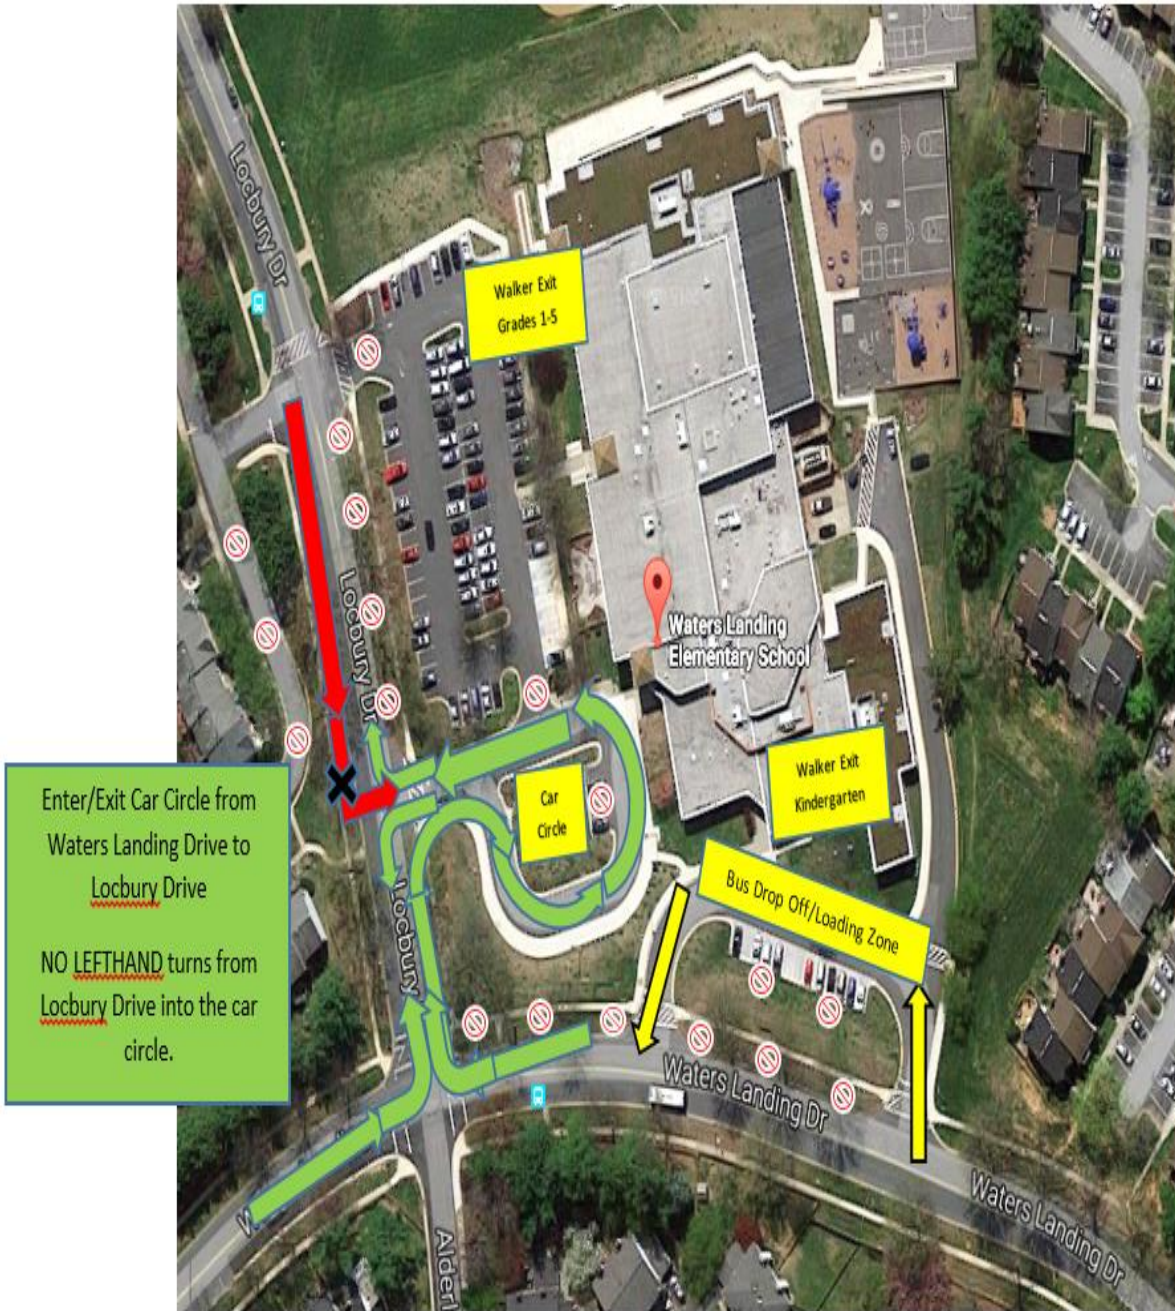 Locbury Dr
Walker Exit
Grades 1-5
Locbury Dr
Waters Landing
Elementary School
Walker Exit
Kindergarten
Car
Circle
Enter/Exit Car Circle from
Waters Landing Drive to
Locbury Drive
NO LEFTHAND turns from
Locbury Drive into the car
circle.
Bus Drop Off/Loading Zone
Locbury
Waters Landing Dr
Waters Landing Dr
Alderl